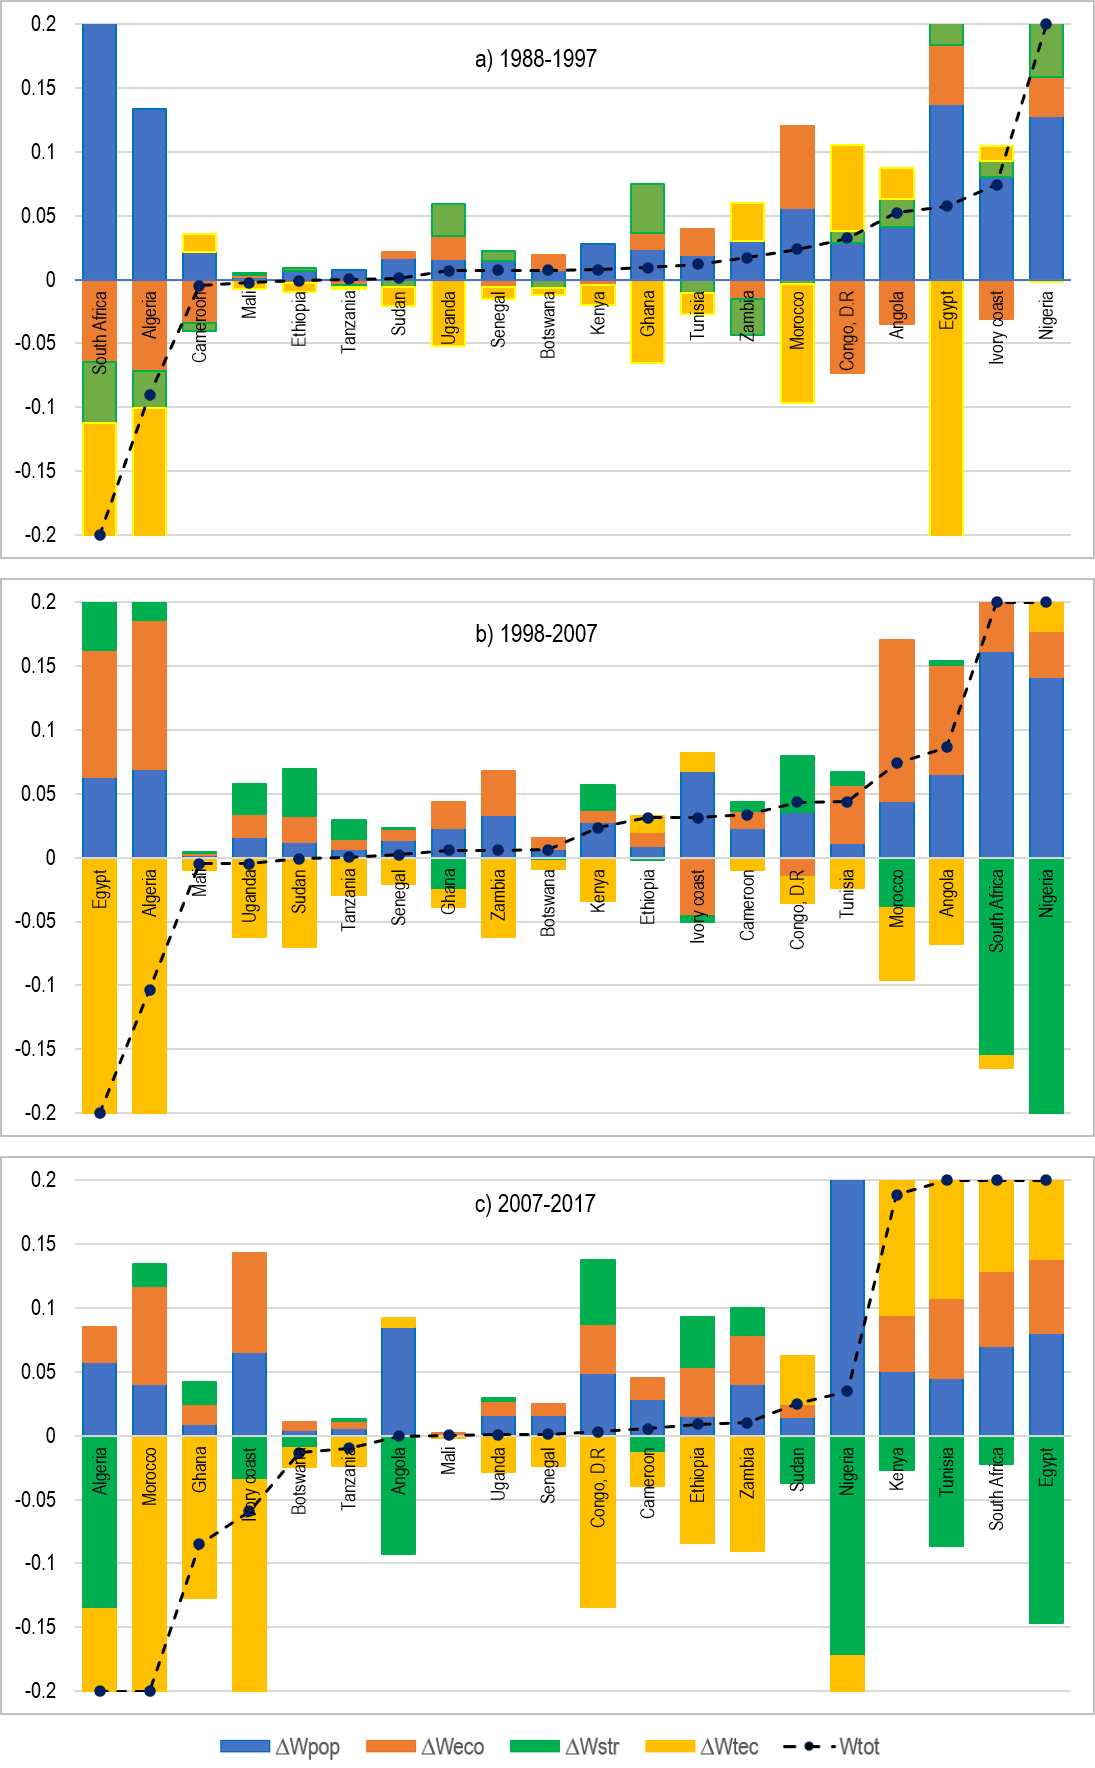 a) 1988-1997
0.2
0.15
0.1
0.05
0
-0.05
-0.1
-0.15
-0.2
South Africa
Algeria
Cameroon
Mali
Ethiopia
Tanzania
Sudan
Uganda
Senegal
Botswana
Kenya
Ghana
Tunisia
Zambia
Morocco
Congo, D.R
Angola
Egypt
Ivory coast
Nigeria
b) 1998-2007
0.2
0.15
0.1
0.05
0
-0.05
-0.1
-0.15
-0.2
Egypt
Algeria
Mali
Uganda
Sudan
Tanzania
Senegal
Ghana
Zambia
Botswana
Kenya
Ethiopia
Ivory coast
Cameroon
Congo, D.R
Tunisia
Morocco
Angola
South Africa
Nigeria
c) 2007-2017
0.2
0.15
0.1
0.05
0
-0.05
-0.1
-0.15
-0.2
Algeria
Morocco
Ghana
Ivory coast
Botswana
Tanzania
Angola
Mali
Uganda
Senegal
Congo, D.R
Cameroon
Ethiopia
Zambia
Sudan
Nigeria
Kenya
Tunisia
South Africa
Egypt
ΔWpop ΔWeco ΔWstr ΔWtec Wtot